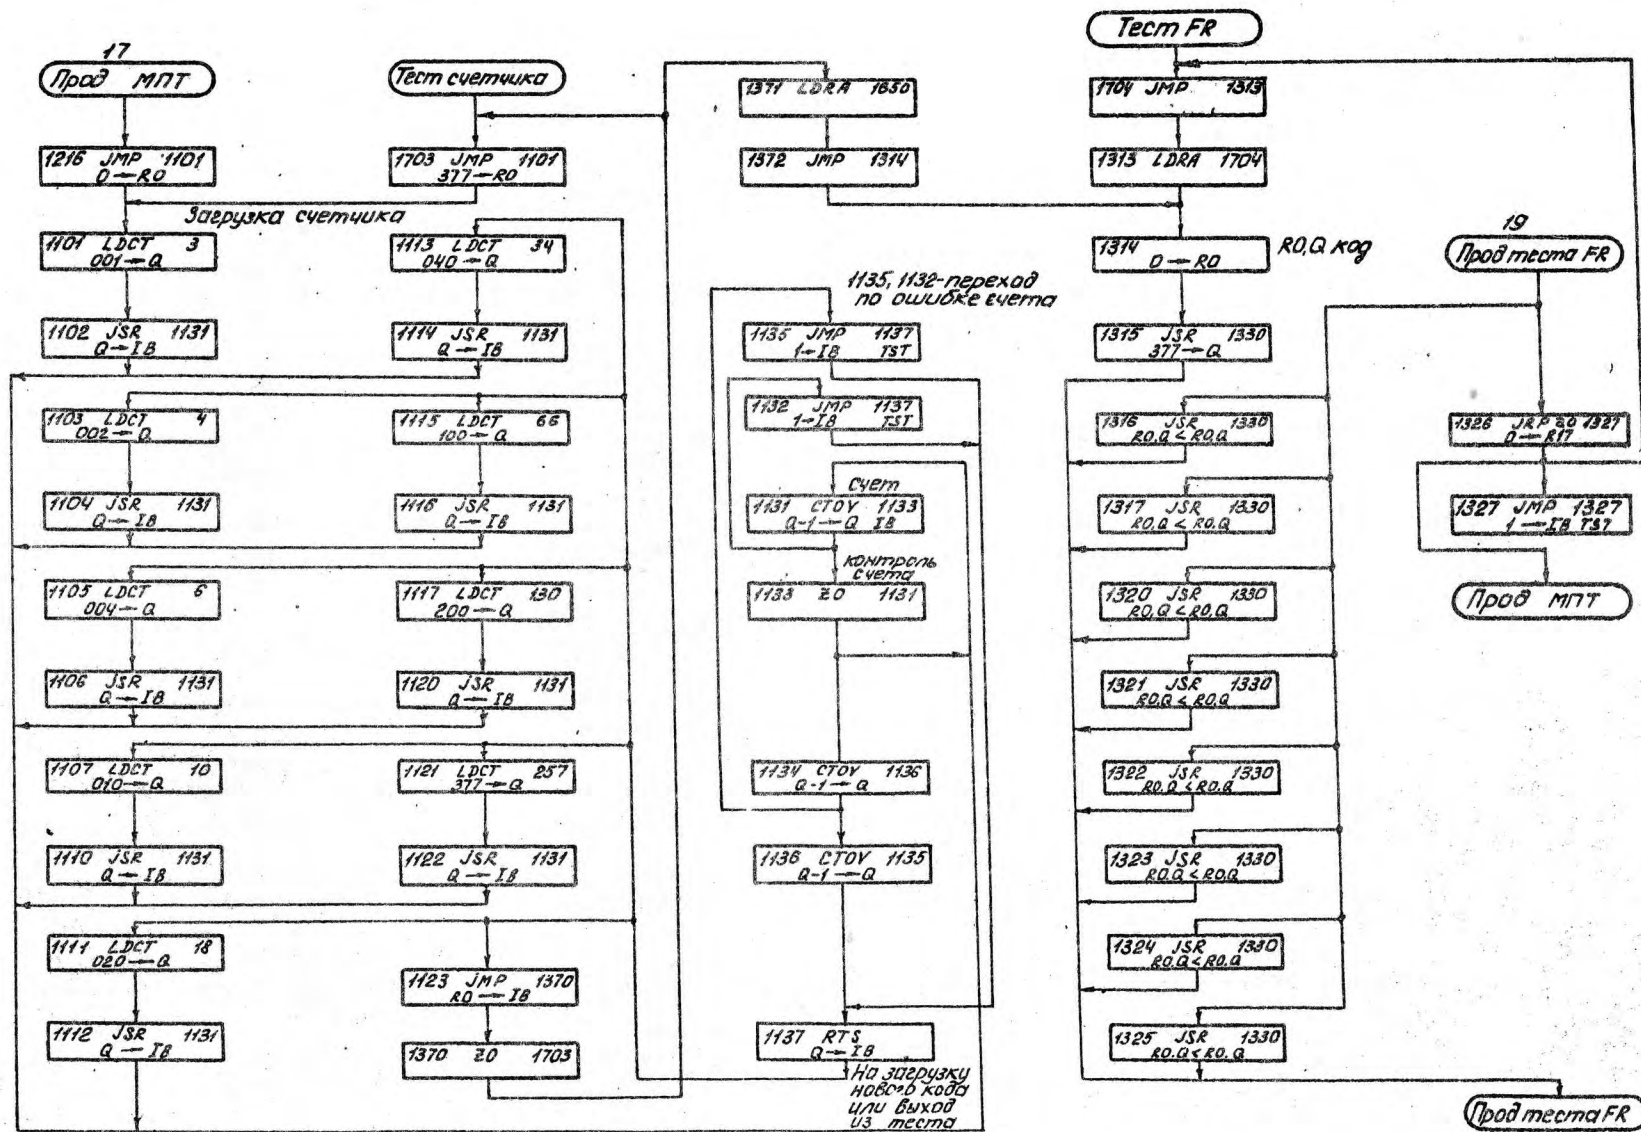 17
Прод МПТ
1216 JMP 1101
0→R0
Загрузка счетчика
1101 LDCT 3
001→Q
1102 JSR 1131
Q→IB
1103 LDCT 4
002→Q
1104 JSR 1131
Q→IB
1105 LDCT 6
004→Q
1106 JSR 1131
Q→IB
1107 LDCT 10
010→Q
1110 JSR 1131
Q→IB
1111 LDCT 18
020→Q
1112 JSR 1131
Q→IB
Тест счетчика
1703 JMP 1101
377→R0
1113 LDCT 34
040→Q
1114 JSR 1131
Q→IB
1115 LDCT 66
100→Q
1116 JSR 1131
Q→IB
1117 LDCT 130
200→Q
1120 JSR 1131
Q→IB
1121 LDCT 257
377→Q
1122 JSR 1131
Q→IB
1123 JMP 1370
R0→IB
1370 Z0 1703
1371 LDRA 1650
1372 JMP 1314
1135, 1132-переход
по ошибке счета
1135 JMP 1137
1→IB TST
1132 JMP 1137
1→IB TST
счет
1131 CTOV 1133
Q-1→Q IB
контроль
счета
1133 Z0 1131
1134 CTOV 1136
Q-1→Q
1136 CTOV 1135
Q-1→Q
1137 RTS
Q→IB
На загрузку
нового кода
или выход
из теста
Тест FR
1704 JMP 1313
1313 LDRA 1704
1314
0→R0
R0,Q код
1315 JSR 1330
377→Q
1316 JSR 1330
R0,Q<R0,Q
1317 JSR 1330
R0,Q<R0,Q
1320 JSR 1330
R0,Q<R0,Q
1321 JSR 1330
R0,Q<R0,Q
1322 JSR 1330
R0,Q<R0,Q
1323 JSR 1330
R0,Q<R0,Q
1324 JSR 1330
R0,Q<R0,Q
1325 JSR 1330
R0,Q<R0,Q
19
Прод теста FR
1326 JRP Z0 1327
0→R17
1327 JMP 1327
1→IB TST
Прод МПТ
Прод теста FR